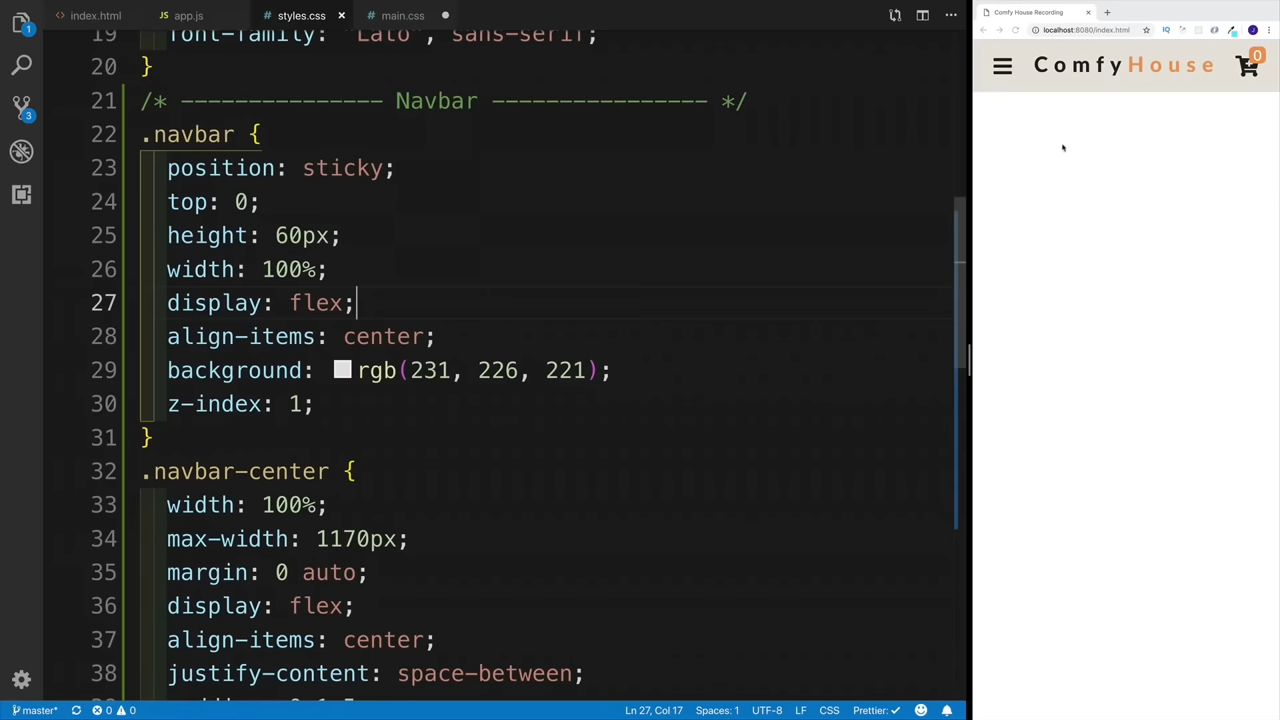 index.html
app.js
styles.css
main.css
19 font-family: "Lato", sans-serif;
20 }
21 /* --------------- Navbar ---------------- */
22 .navbar {
23 position: sticky;
24 top: 0;
25 height: 60px;
26 width: 100%;
27 display: flex;
28 align-items: center;
29 background: rgb(231, 226, 221);
30 z-index: 1;
31 }
32 .navbar-center {
33 width: 100%;
34 max-width: 1170px;
35 margin: 0 auto;
36 display: flex;
37 align-items: center;
38 justify-content: space-between;
1
3
master*
0 0
Ln 27, Col 17
Spaces: 1
UTF-8
LF
CSS
Prettier: ✓
Comfy House Recording
localhost:8080/index.html
IQ
J
ComfyHouse
0